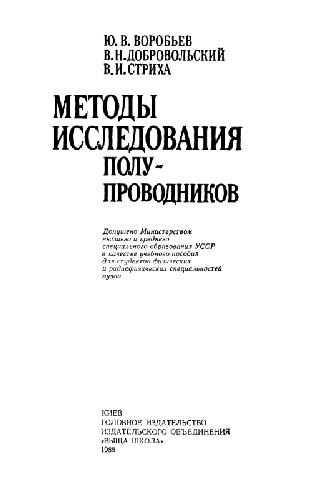 Ю. В. ВОРОБЬЕВ
В. Н. ДОБРОВОЛЬСКИЙ
В. И. СТРИХА
МЕТОДЫ
ИССЛЕДОВАНИЯ
ПОЛУ-
ПРОВОДНИКОВ
Допущено Министерством
высшего и среднего
специального образования УССР
в качестве учебного пособия
для студентов физических
и радиофизических специальностей
вузов
КИЕВ
ГОЛОВНОЕ ИЗДАТЕЛЬСТВО
ИЗДАТЕЛЬСКОГО ОБЪЕДИНЕНИЯ
«ВЫЩА ШКОЛА»
1988